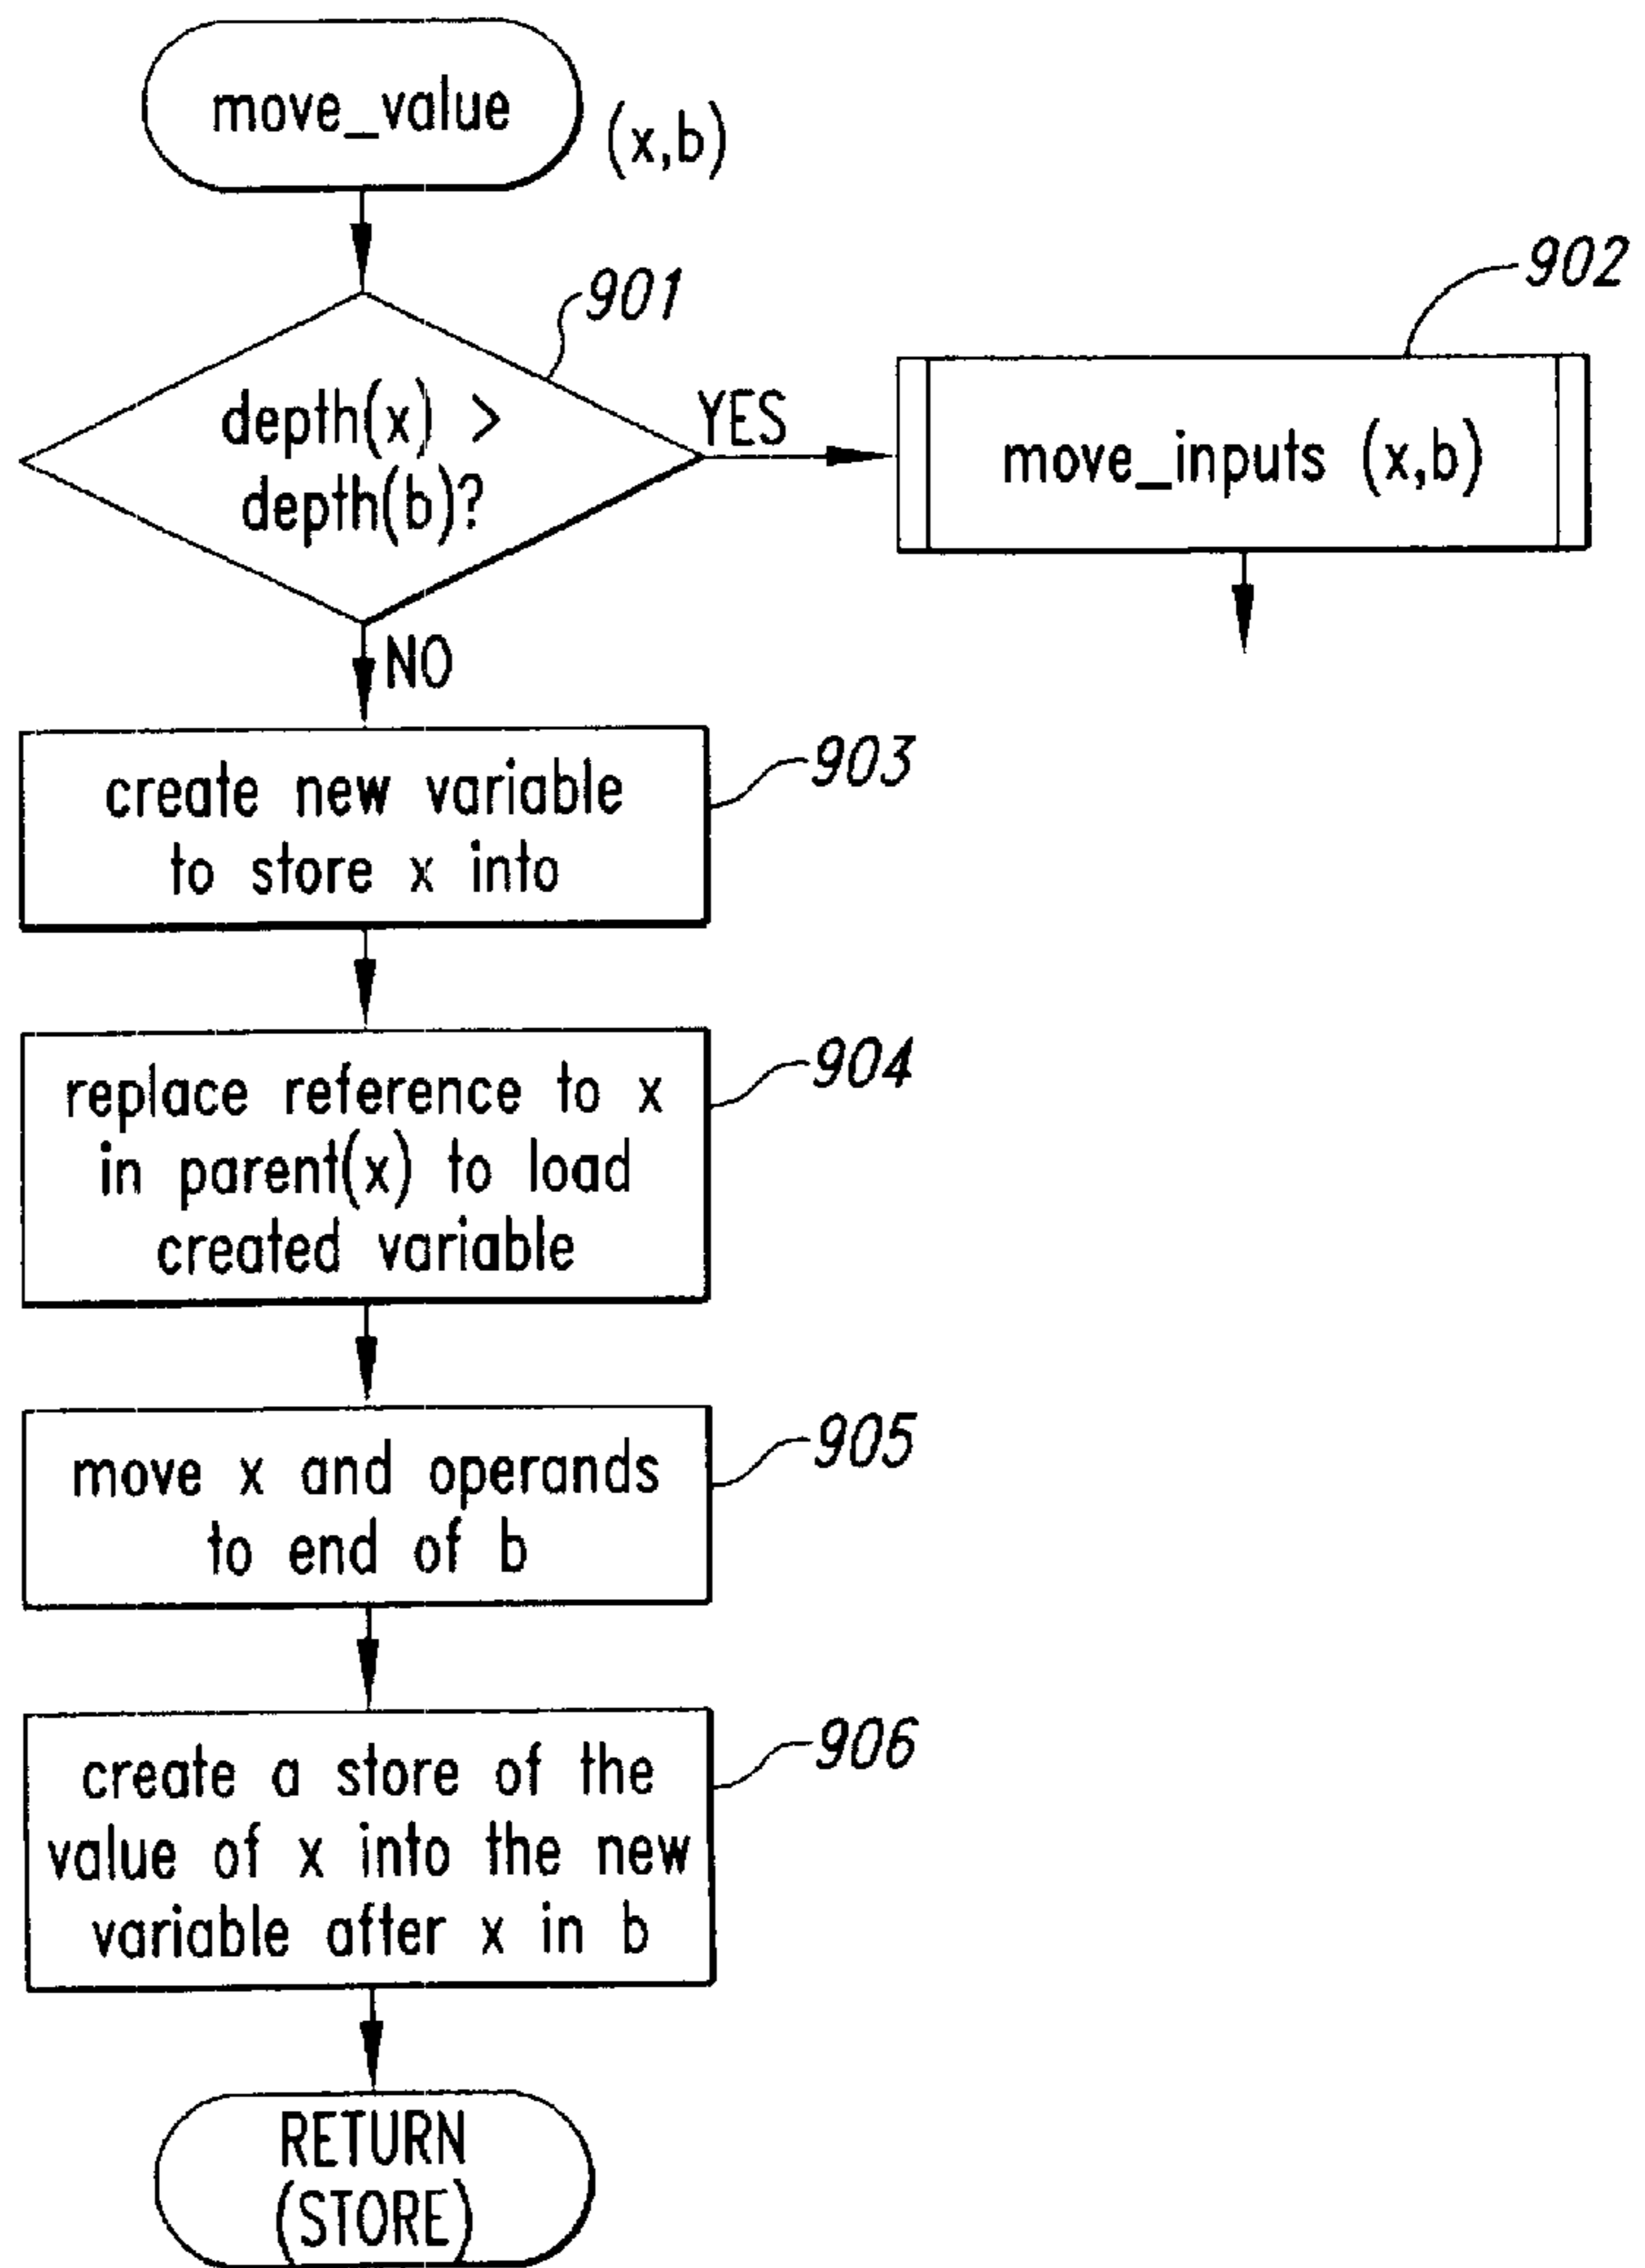 move_value
(x,b)
901
902
depth(x) >
depth(b)?
YES
move_inputs (x,b)
NO
903
create new variable
to store x into
904
replace reference to x
in parent(x) to load
created variable
905
move x and operands
to end of b
906
create a store of the
value of x into the new
variable after x in b
RETURN
(STORE)